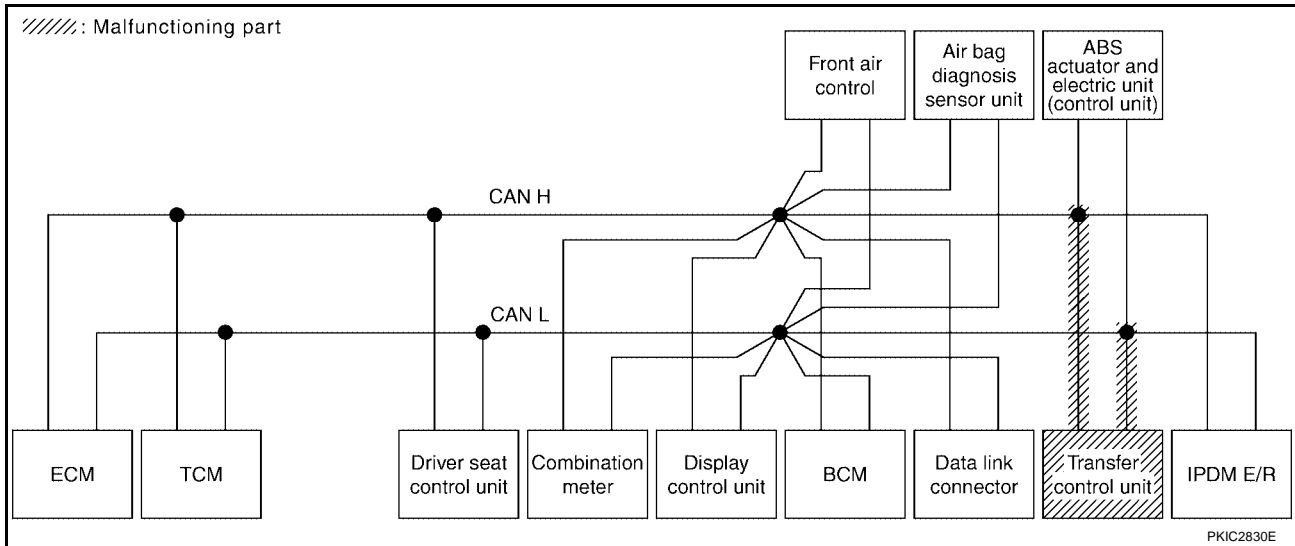 : Malfunctioning part
Front air
control
Air bag
diagnosis
sensor unit
ABS
actuator and
electric unit
(control unit)
CAN H
CAN L
ECM
TCM
Driver seat
control unit
Combination
meter
Display
control unit
BCM
Data link
connector
Transfer
control unit
IPDM E/R
PKIC2830E